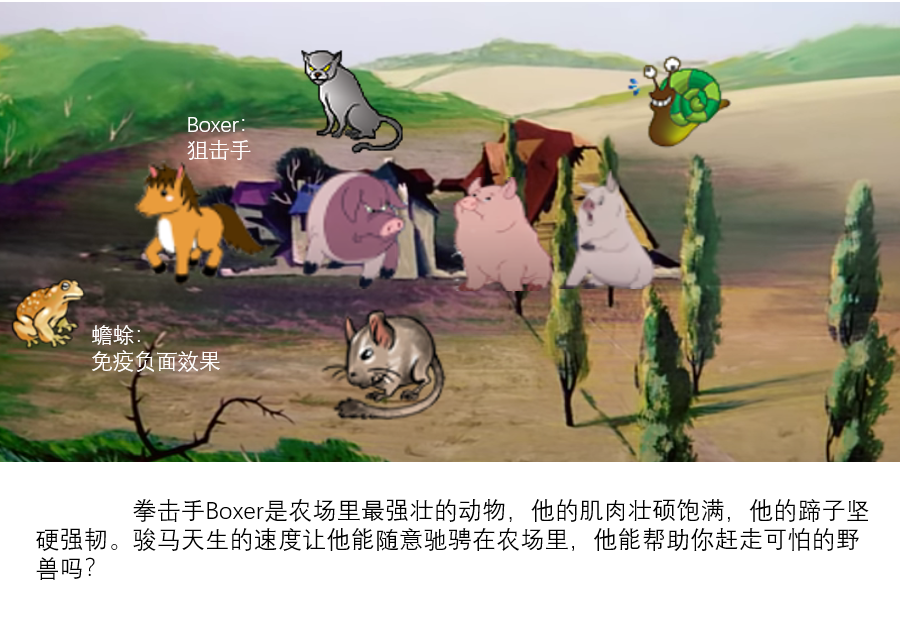 Boxer:
狙击手
蟾蜍:
免疫负面效果
拳击手Boxer是农场里最强壮的动物，他的肌肉壮硕饱满，他的蹄子坚
硬强韧。骏马天生的速度让他能随意驰骋在农场里，他能帮助你赶走可怕的野
兽吗？